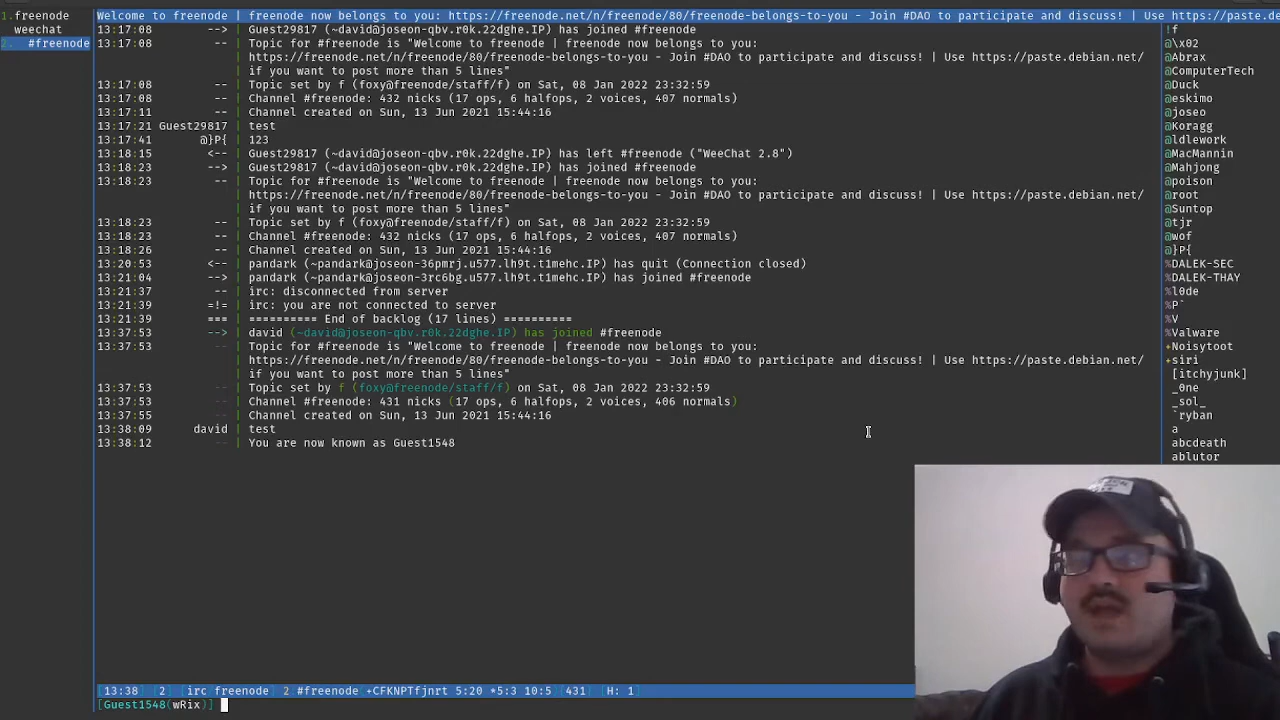 1.freenode
weechat
2. #freenode
Welcome to freenode | freenode now belongs to you: https://freenode.net/n/freenode/80/freenode-belongs-to-you - Join #DAO to participate and discuss! | Use https://paste.de
13:17:08 --> | Guest29817 (~david@joseon-qbv.r0k.22dghe.IP) has joined #freenode
13:17:08 -- | Topic for #freenode is "Welcome to freenode | freenode now belongs to you:
| https://freenode.net/n/freenode/80/freenode-belongs-to-you - Join #DAO to participate and discuss! | Use https://paste.debian.net/
| if you want to post more than 5 lines"
13:17:08 -- | Topic set by f (foxy@freenode/staff/f) on Sat, 08 Jan 2022 23:32:59
13:17:08 -- | Channel #freenode: 432 nicks (17 ops, 6 halfops, 2 voices, 407 normals)
13:17:11 -- | Channel created on Sun, 13 Jun 2021 15:44:16
13:17:21 Guest29817 | test
13:17:41 @}P{ | 123
13:18:15 <-- | Guest29817 (~david@joseon-qbv.r0k.22dghe.IP) has left #freenode ("WeeChat 2.8")
13:18:23 --> | Guest29817 (~david@joseon-qbv.r0k.22dghe.IP) has joined #freenode
13:18:23 -- | Topic for #freenode is "Welcome to freenode | freenode now belongs to you:
| https://freenode.net/n/freenode/80/freenode-belongs-to-you - Join #DAO to participate and discuss! | Use https://paste.debian.net/
| if you want to post more than 5 lines"
13:18:23 -- | Topic set by f (foxy@freenode/staff/f) on Sat, 08 Jan 2022 23:32:59
13:18:23 -- | Channel #freenode: 432 nicks (17 ops, 6 halfops, 2 voices, 407 normals)
13:18:26 -- | Channel created on Sun, 13 Jun 2021 15:44:16
13:20:53 <-- | pandark (~pandark@joseon-36pmrj.u577.lh9t.t1mehc.IP) has quit (Connection closed)
13:21:04 --> | pandark (~pandark@joseon-3rc6bg.u577.lh9t.t1mehc.IP) has joined #freenode
13:21:37 -- | irc: disconnected from server
13:21:39 =!= | irc: you are not connected to server
13:21:39 === | ========== End of backlog (17 lines) ==========
13:37:53 --> | david (~david@joseon-qbv.r0k.22dghe.IP) has joined #freenode
13:37:53 -- | Topic for #freenode is "Welcome to freenode | freenode now belongs to you:
| https://freenode.net/n/freenode/80/freenode-belongs-to-you - Join #DAO to participate and discuss! | Use https://paste.debian.net/
| if you want to post more than 5 lines"
13:37:53 -- | Topic set by f (foxy@freenode/staff/f) on Sat, 08 Jan 2022 23:32:59
13:37:53 -- | Channel #freenode: 431 nicks (17 ops, 6 halfops, 2 voices, 406 normals)
13:37:55 -- | Channel created on Sun, 13 Jun 2021 15:44:16
13:38:09 david | test
13:38:12 -- | You are now known as Guest1548
!f
@\x02
@Abrax
@ComputerTech
@Duck
@eskimo
@joseo
@Koragg
@ldlework
@MacMannin
@Mahjong
@poison
@root
@Suntop
@tjr
@wof
@}P{
%DALEK-SEC
%DALEK-THAY
%l0de
%P`
%V
%Valware
+Noisytoot
+siri
[itchyjunk]
_0ne
_sol_
`ryban
a
abcdeath
ablutor
[13:38] [2] [irc/freenode] 2:#freenode(+CFKNPTfjnrt 5:20 *5:3 10:5){431} [H: 1]
[Guest1548(wRix)]